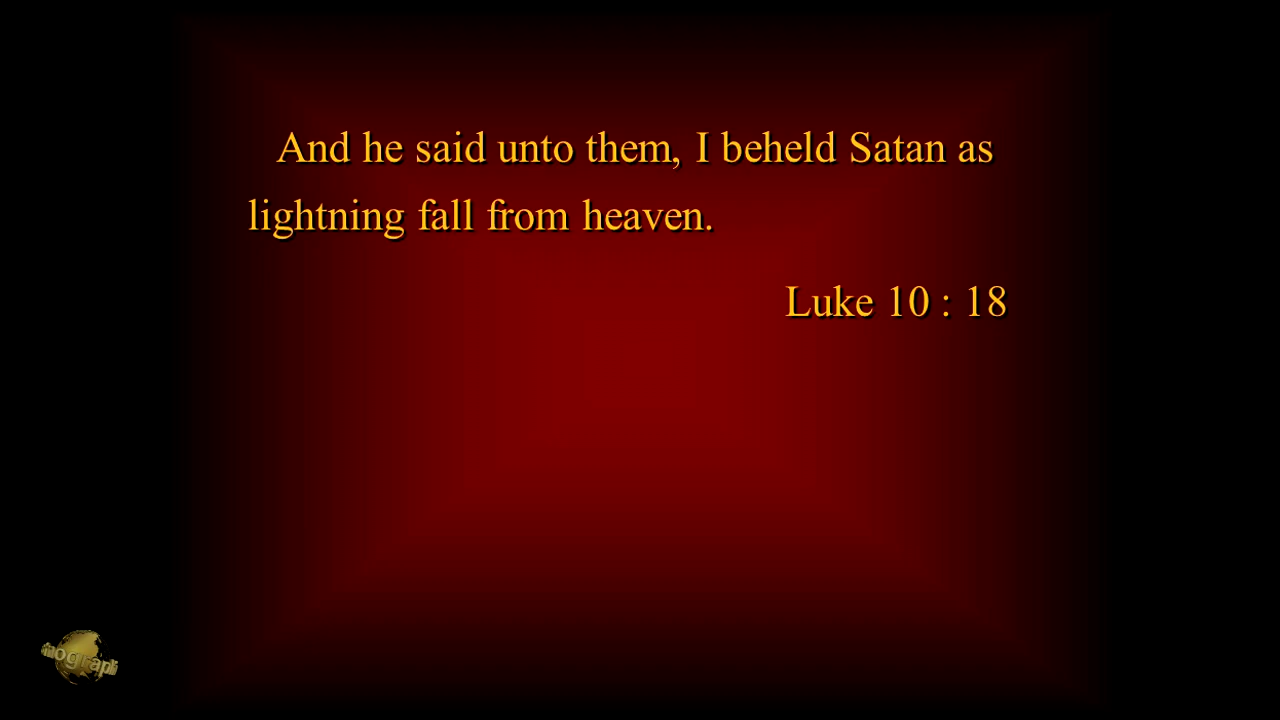 And he said unto them, I beheld Satan as
lightning fall from heaven.
Luke 10 : 18